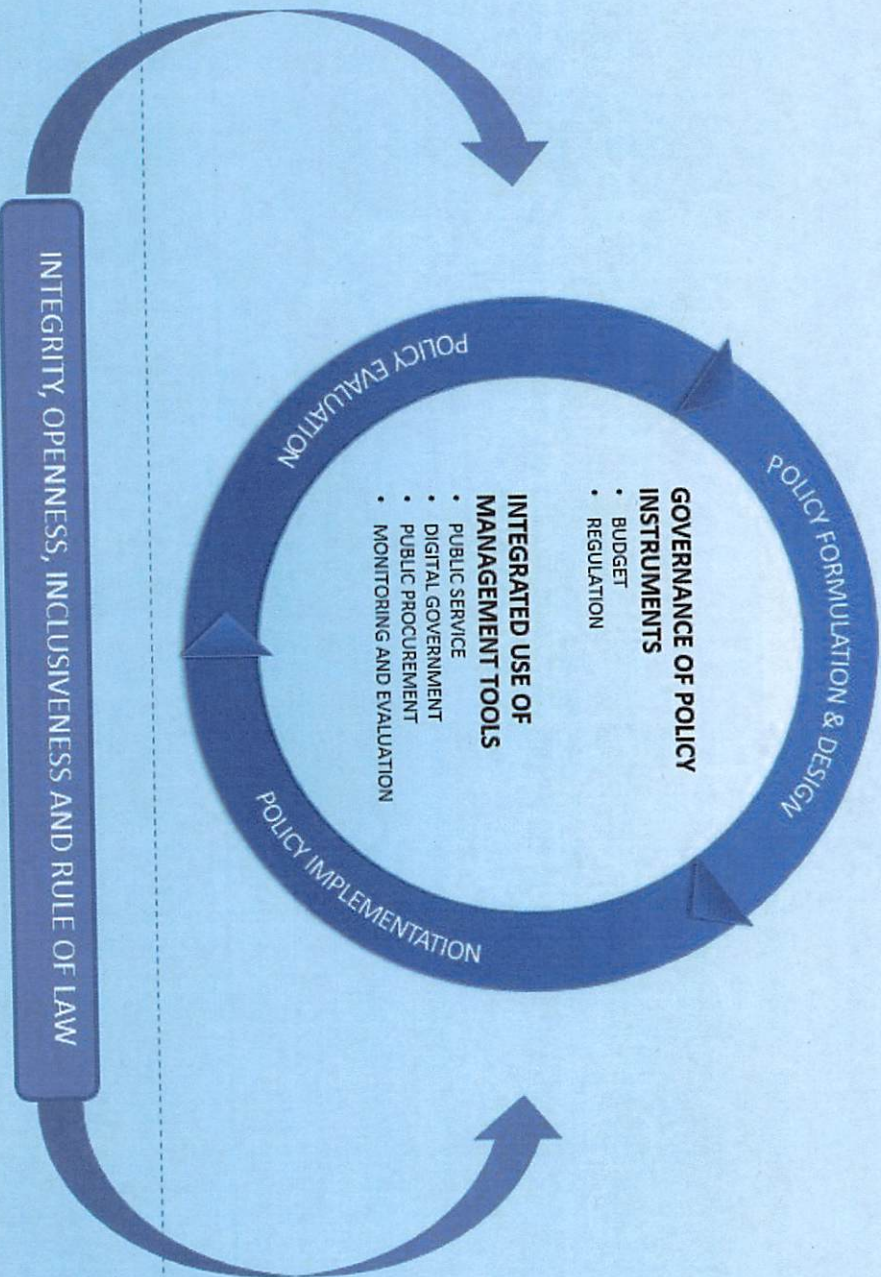 POLICY FORMULATION & DESIGN
GOVERNANCE OF POLICY
INSTRUMENTS
• BUDGET
• REGULATION
INTEGRATED USE OF
MANAGEMENT TOOLS
• PUBLIC SERVICE
• DIGITAL GOVERNMENT
• PUBLIC PROCUREMENT
• MONITORING AND EVALUATION
POLICY EVALUATION
POLICY IMPLEMENTATION
INTEGRITY, OPENNESS, INCLUSIVENESS AND RULE OF LAW